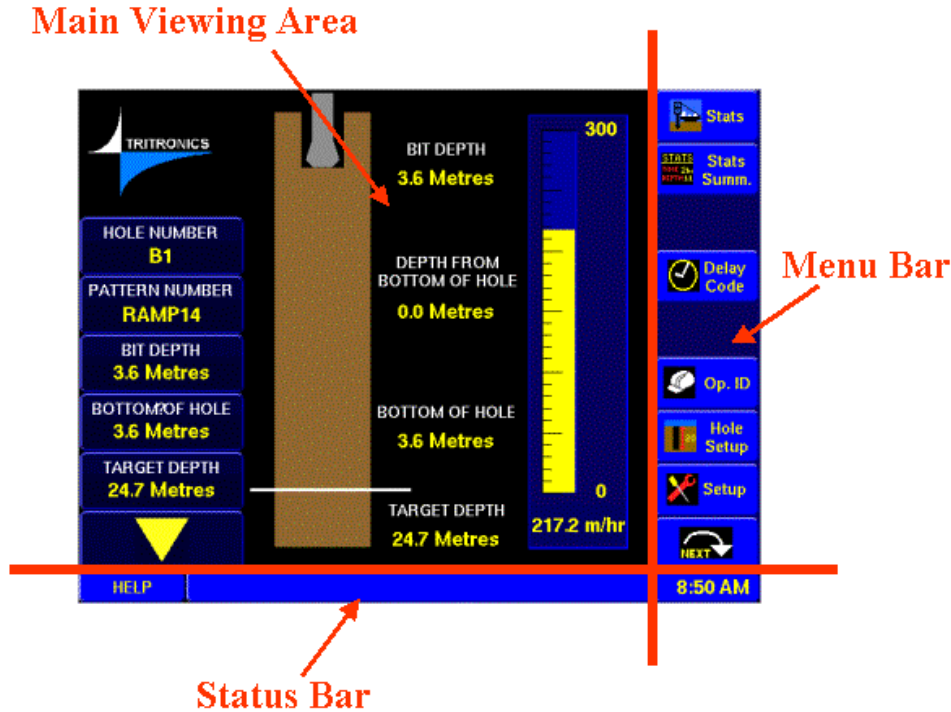 Main Viewing Area
TRITRONICS
HOLE NUMBER
B1
PATTERN NUMBER
RAMP14
BIT DEPTH
3.6 Metres
BOTTOM?OF HOLE
3.6 Metres
TARGET DEPTH
24.7 Metres
BIT DEPTH
3.6 Metres
DEPTH FROM
BOTTOM OF HOLE
0.0 Metres
BOTTOM OF HOLE
3.6 Metres
TARGET DEPTH
24.7 Metres
300
0
217.2 m/hr
Stats
STATS
Stats
Summ.
Delay
Code
Op. ID
Hole
Setup
Setup
NEXT
Menu Bar
HELP
8:50 AM
Status Bar